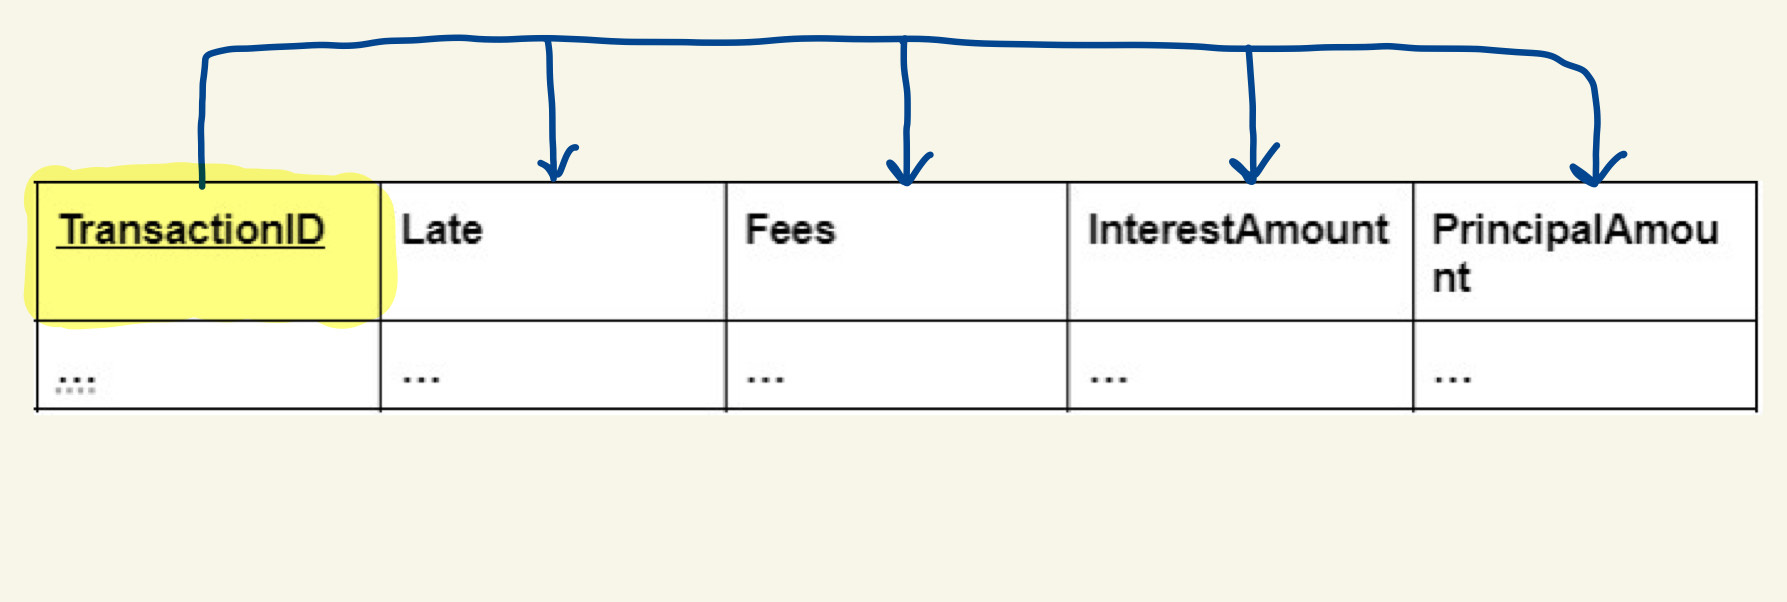 TransactionID Late Fees InterestAmount PrincipalAmou
nt
... ... ... ... ...